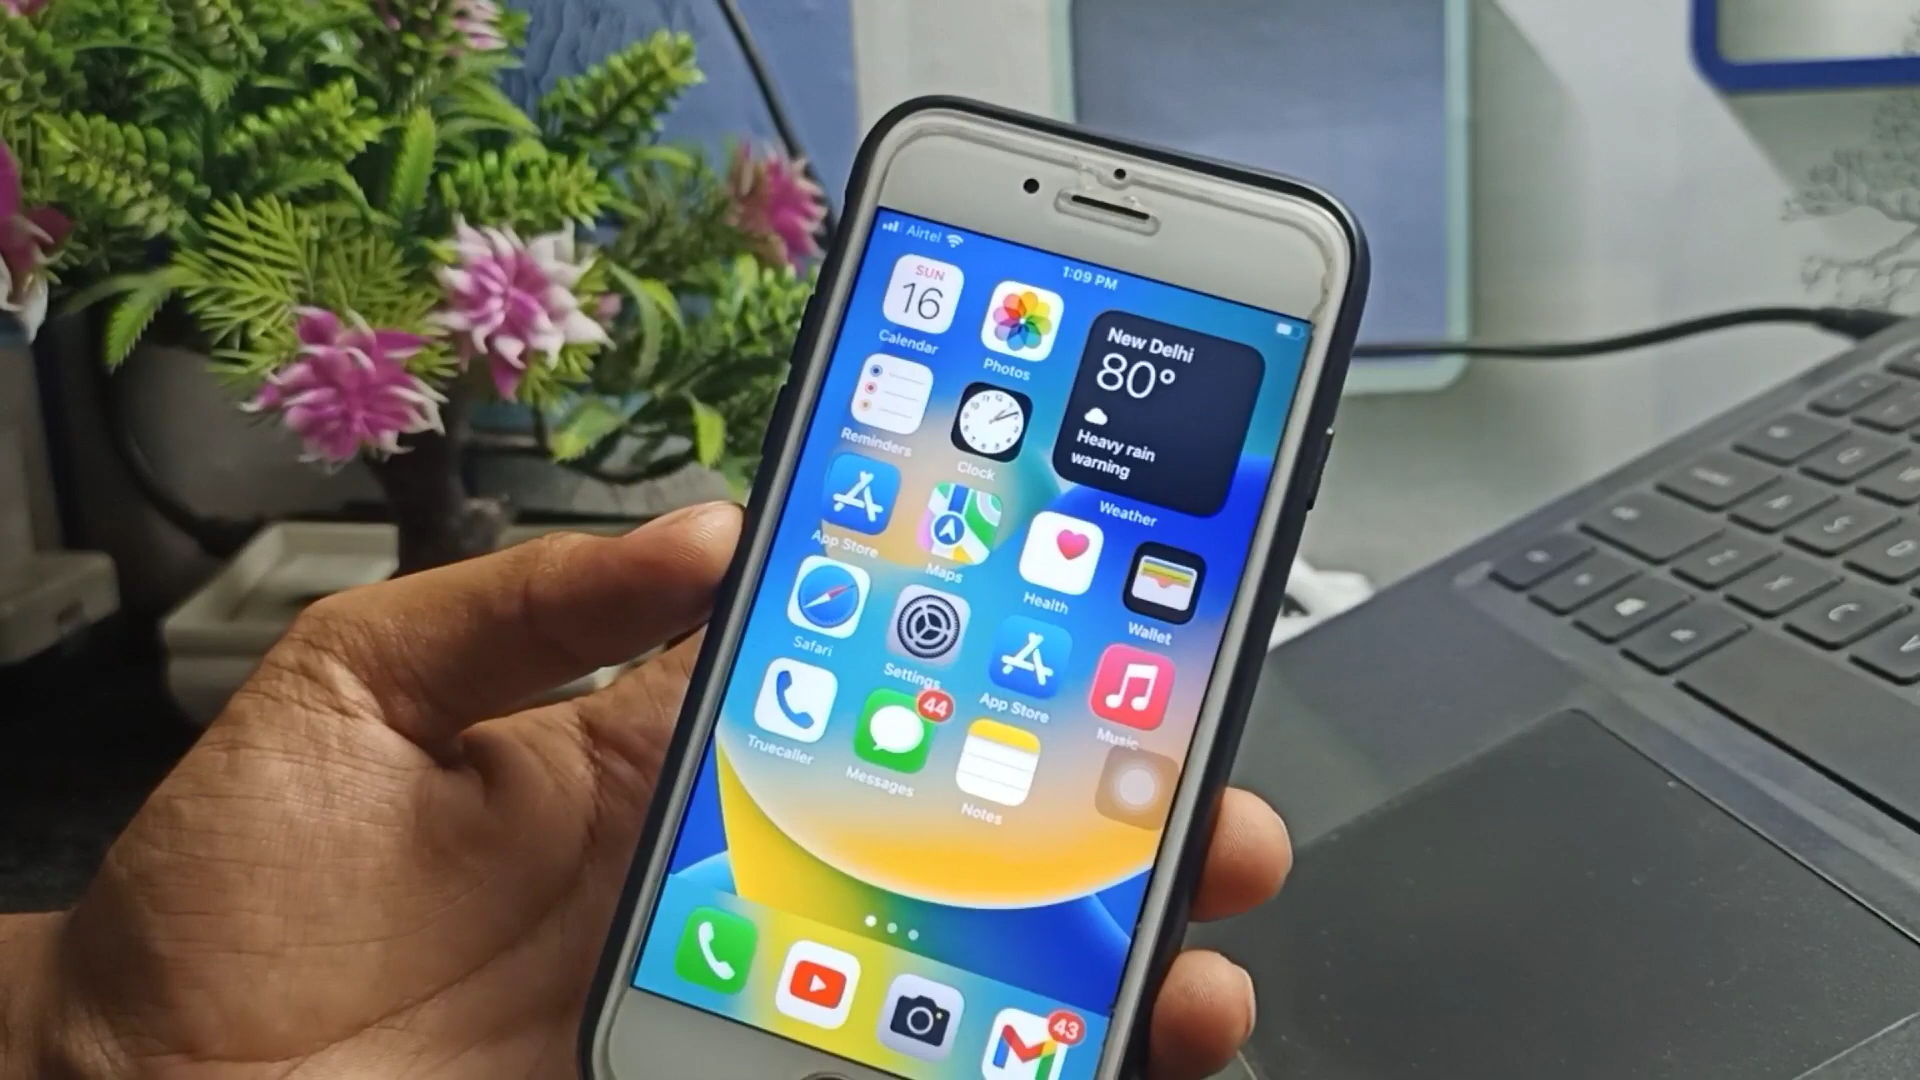 Airtel
1:09 PM
SUN
16
Calendar
Photos
New Delhi
80°
Heavy rain
warning
Weather
Reminders
Clock
App Store
Maps
Health
Wallet
Safari
Settings
App Store
Music
Truecaller
44
Messages
Notes
43